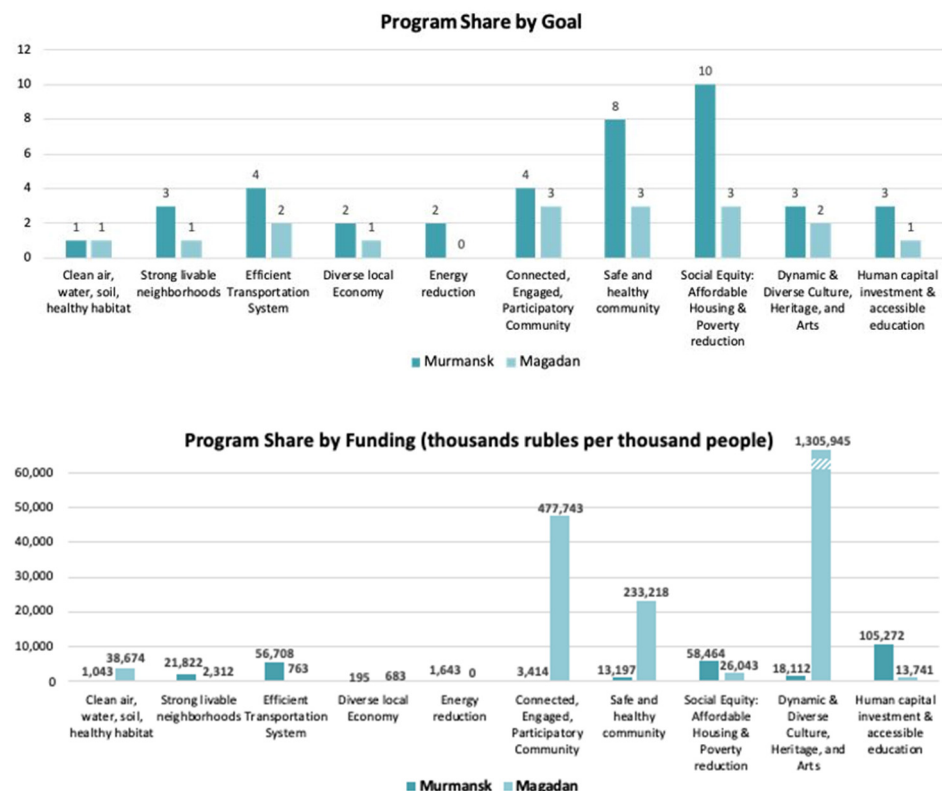 Program Share by Goal
12
10
8
6
4
2
0
1 1
3 1
4 2
2 1
2 0
4 3
8 3
10 3
3 2
3 1
Clean air, water, soil, healthy habitat
Strong livable neighborhoods
Efficient Transportation System
Diverse local Economy
Energy reduction
Connected, Engaged, Participatory Community
Safe and healthy community
Social Equity: Affordable Housing & Poverty reduction
Dynamic & Diverse Culture, Heritage, and Arts
Human capital investment & accessible education
Murmansk Magadan
Program Share by Funding (thousands rubles per thousand people)
60,000
50,000
40,000
30,000
20,000
10,000
0
1,043 38,674
21,822 2,312
56,708 763
195 683
1,643 0
3,414 477,743
13,197 233,218
58,464 26,043
18,112 1,305,945
105,272 13,741
Clean air, water, soil, healthy habitat
Strong livable neighborhoods
Efficient Transportation System
Diverse local Economy
Energy reduction
Connected, Engaged, Participatory Community
Safe and healthy community
Social Equity: Affordable Housing & Poverty reduction
Dynamic & Diverse Culture, Heritage, and Arts
Human capital investment & accessible education
Murmansk Magadan